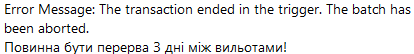 Error Message: The transaction ended in the trigger. The batch has
been aborted.
Повинна бути перерва 3 дні між вильотами!